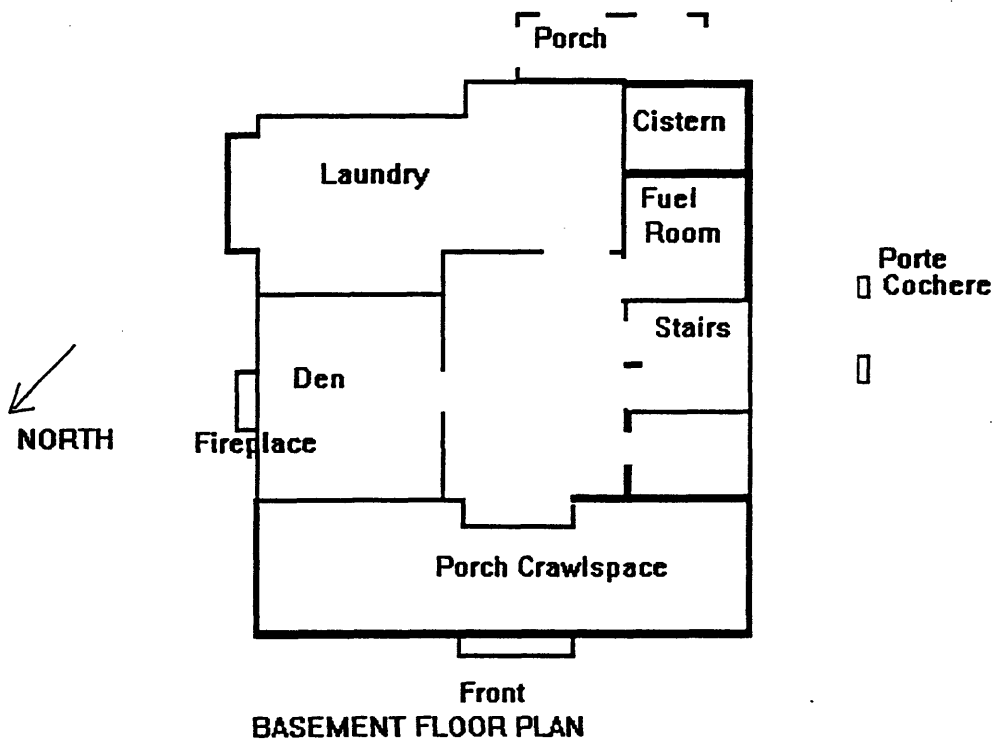 Porch
Cistern
Laundry
Fuel
Room
Porte
Cochere
Stairs
Den
NORTH
Fireplace
Porch Crawlspace
Front
BASEMENT FLOOR PLAN